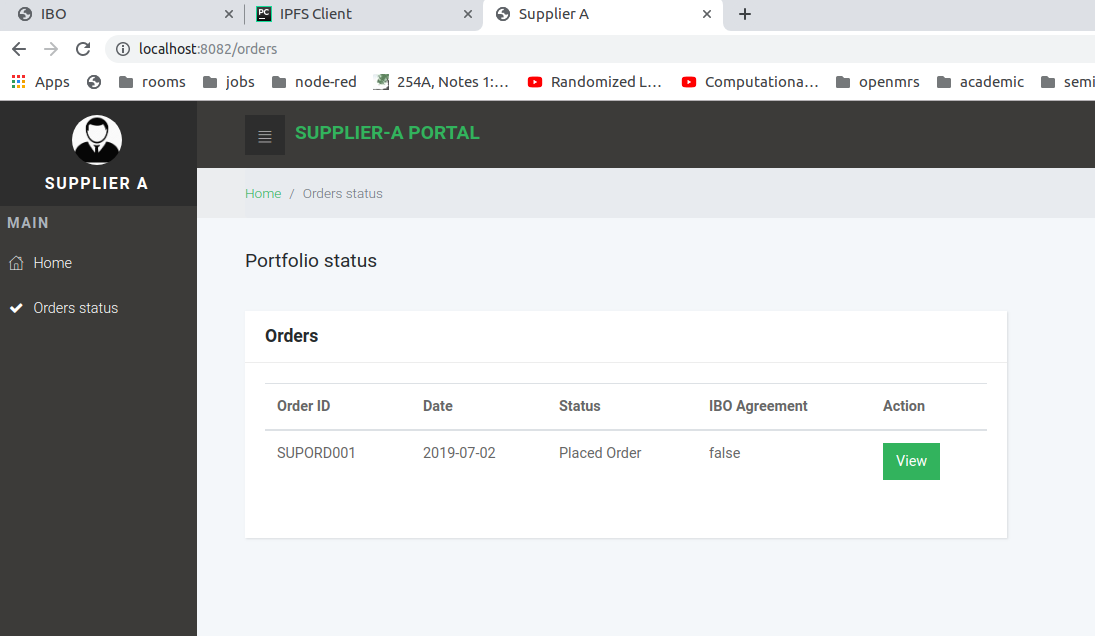 IBO
IPFS Client
Supplier A
localhost:8082/orders
Apps rooms jobs node-red 254A, Notes 1:... Randomized L... Computationa... openmrs academic semi
SUPPLIER A
SUPPLIER-A PORTAL
Home / Orders status
MAIN
Home
Orders status
Portfolio status
Orders
Order ID Date Status IBO Agreement Action
SUPORD001 2019-07-02 Placed Order false View